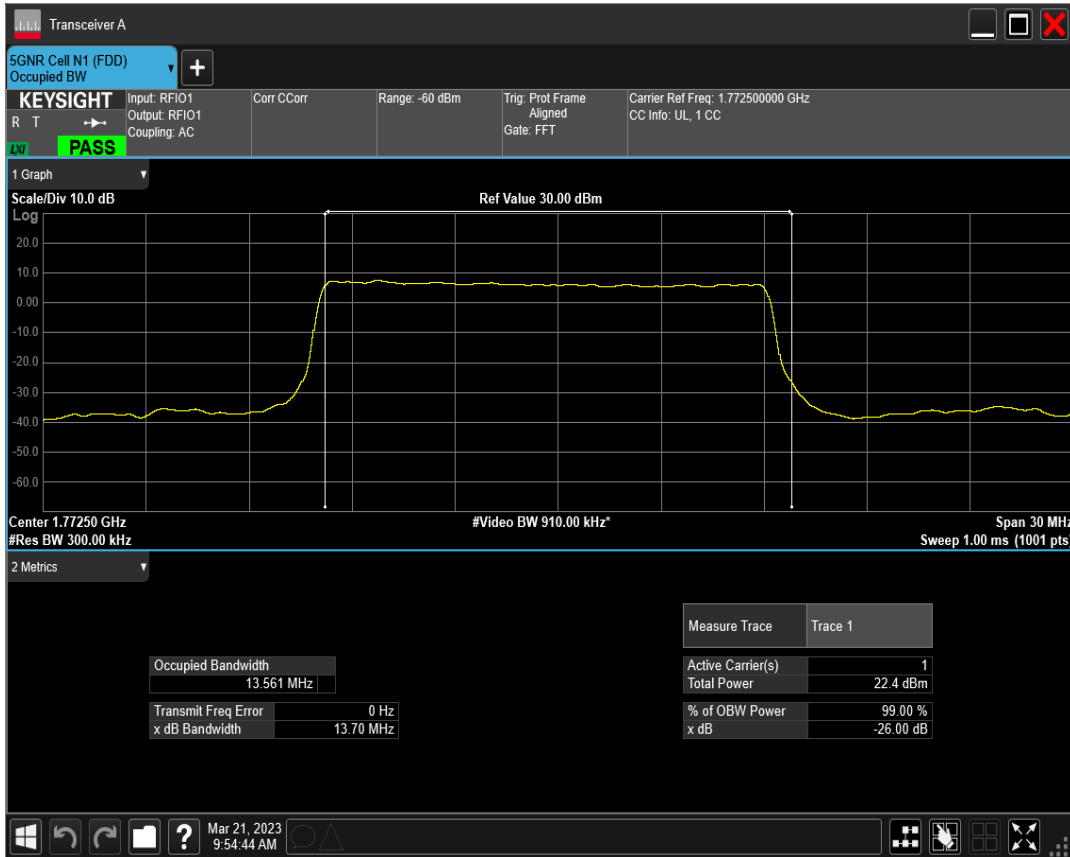 Transceiver A
5GNR Cell N1 (FDD)
Occupied BW
+
KEYSIGHT
R T
LXI
PASS
Input: RFIO1
Output: RFIO1
Coupling: AC
Corr CCorr
Range: -60 dBm
Trig: Prot Frame
Aligned
Gate: FFT
Carrier Ref Freq: 1.772500000 GHz
CC Info: UL, 1 CC
1 Graph
Scale/Div 10.0 dB
Ref Value 30.00 dBm
Log
20.0
10.0
0.00
-10.0
-20.0
-30.0
-40.0
-50.0
-60.0
Center 1.77250 GHz
#Video BW 910.00 kHz*
Span 30 MHz
#Res BW 300.00 kHz
Sweep 1.00 ms (1001 pts)
2 Metrics
Measure Trace Trace 1
Occupied Bandwidth
13.561 MHz
Active Carrier(s) 1
Total Power 22.4 dBm
Transmit Freq Error 0 Hz
x dB Bandwidth 13.70 MHz
% of OBW Power 99.00 %
x dB -26.00 dB
?
Mar 21, 2023
9:54:44 AM